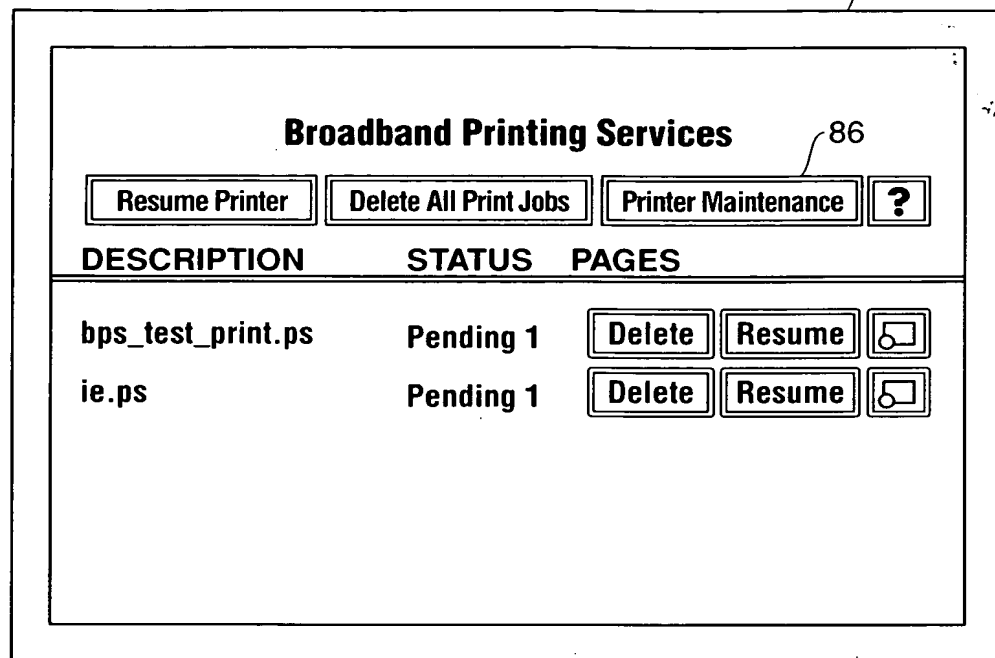 Broadband Printing Services
86
Resume Printer Delete All Print Jobs Printer Maintenance ?
DESCRIPTION STATUS PAGES
bps_test_print.ps Pending 1 Delete Resume
ie.ps Pending 1 Delete Resume